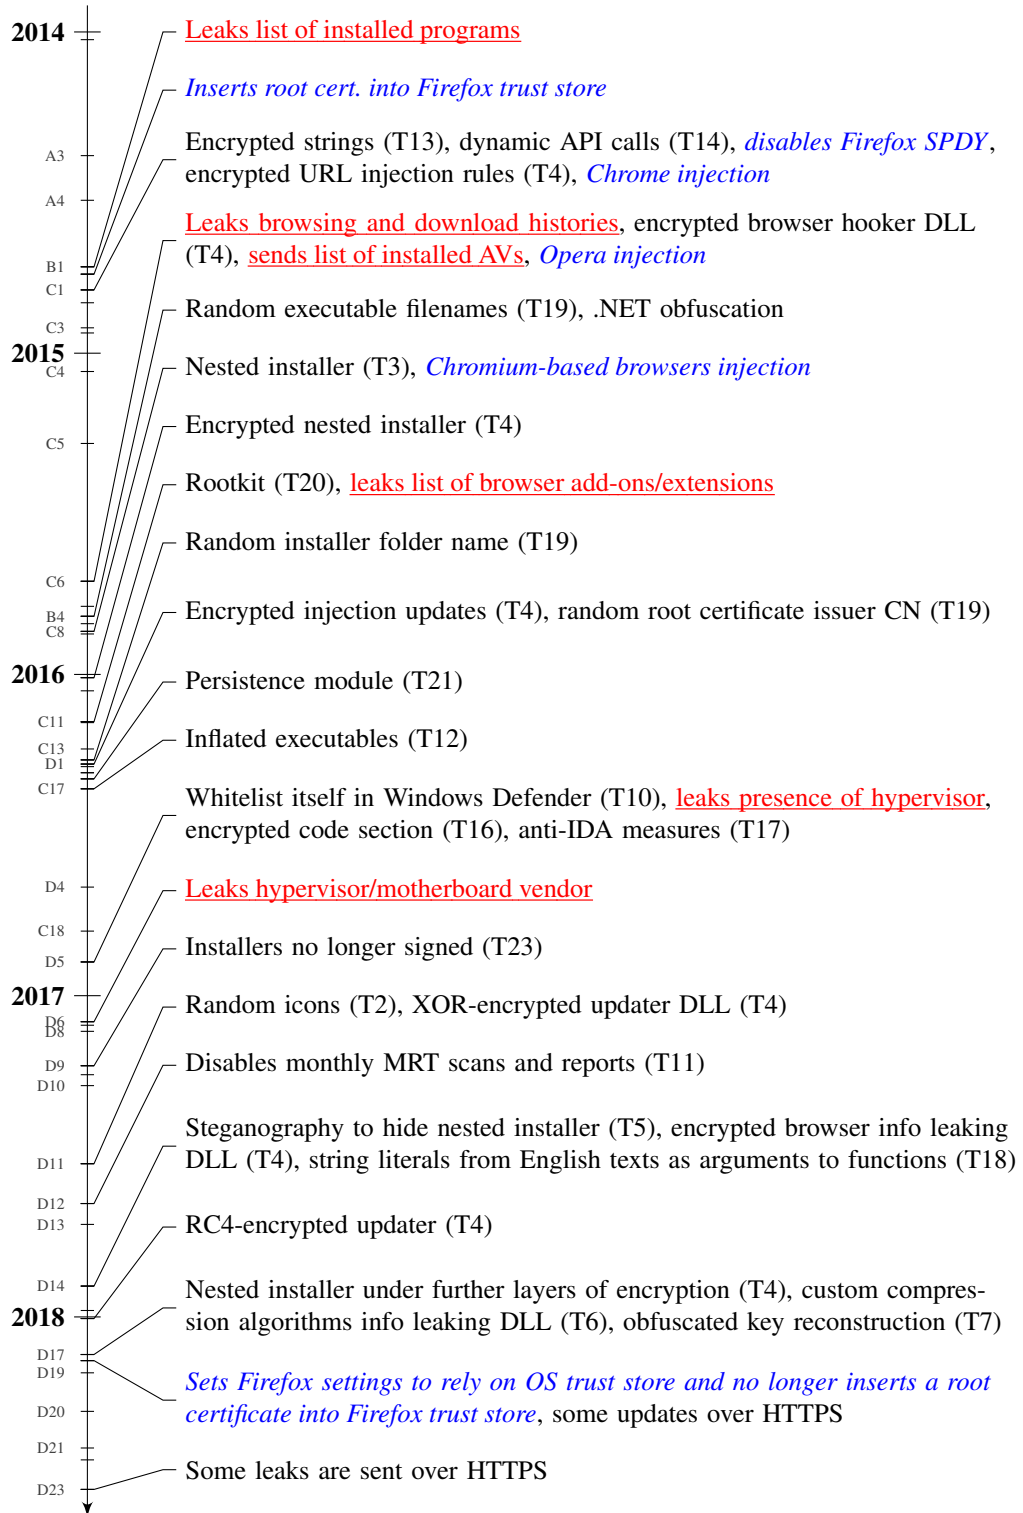 2014
Leaks list of installed programs
Inserts root cert. into Firefox trust store
Encrypted strings (T13), dynamic API calls (T14), disables Firefox SPDY,
encrypted URL injection rules (T4), Chrome injection
A3
A4
Leaks browsing and download histories, encrypted browser hooker DLL
(T4), sends list of installed AVs, Opera injection
B1
C1
Random executable filenames (T19), .NET obfuscation
C3
2015
C4
Nested installer (T3), Chromium-based browsers injection
Encrypted nested installer (T4)
C5
Rootkit (T20), leaks list of browser add-ons/extensions
Random installer folder name (T19)
C6
Encrypted injection updates (T4), random root certificate issuer CN (T19)
B4
C8
2016
Persistence module (T21)
C11
Inflated executables (T12)
C13
D1
C17
Whitelist itself in Windows Defender (T10), leaks presence of hypervisor,
encrypted code section (T16), anti-IDA measures (T17)
D4
Leaks hypervisor/motherboard vendor
C18
Installers no longer signed (T23)
D5
2017
Random icons (T2), XOR-encrypted updater DLL (T4)
D6
D8
D9
Disables monthly MRT scans and reports (T11)
D10
Steganography to hide nested installer (T5), encrypted browser info leaking
DLL (T4), string literals from English texts as arguments to functions (T18)
D11
D12
D13
RC4-encrypted updater (T4)
D14
Nested installer under further layers of encryption (T4), custom compres-
sion algorithms info leaking DLL (T6), obfuscated key reconstruction (T7)
2018
D17
D19
Sets Firefox settings to rely on OS trust store and no longer inserts a root
certificate into Firefox trust store, some updates over HTTPS
D20
D21
Some leaks are sent over HTTPS
D23